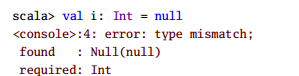 scala> val i: Int = null
<console>:4: error: type mismatch;
found : Null(null)
required: Int